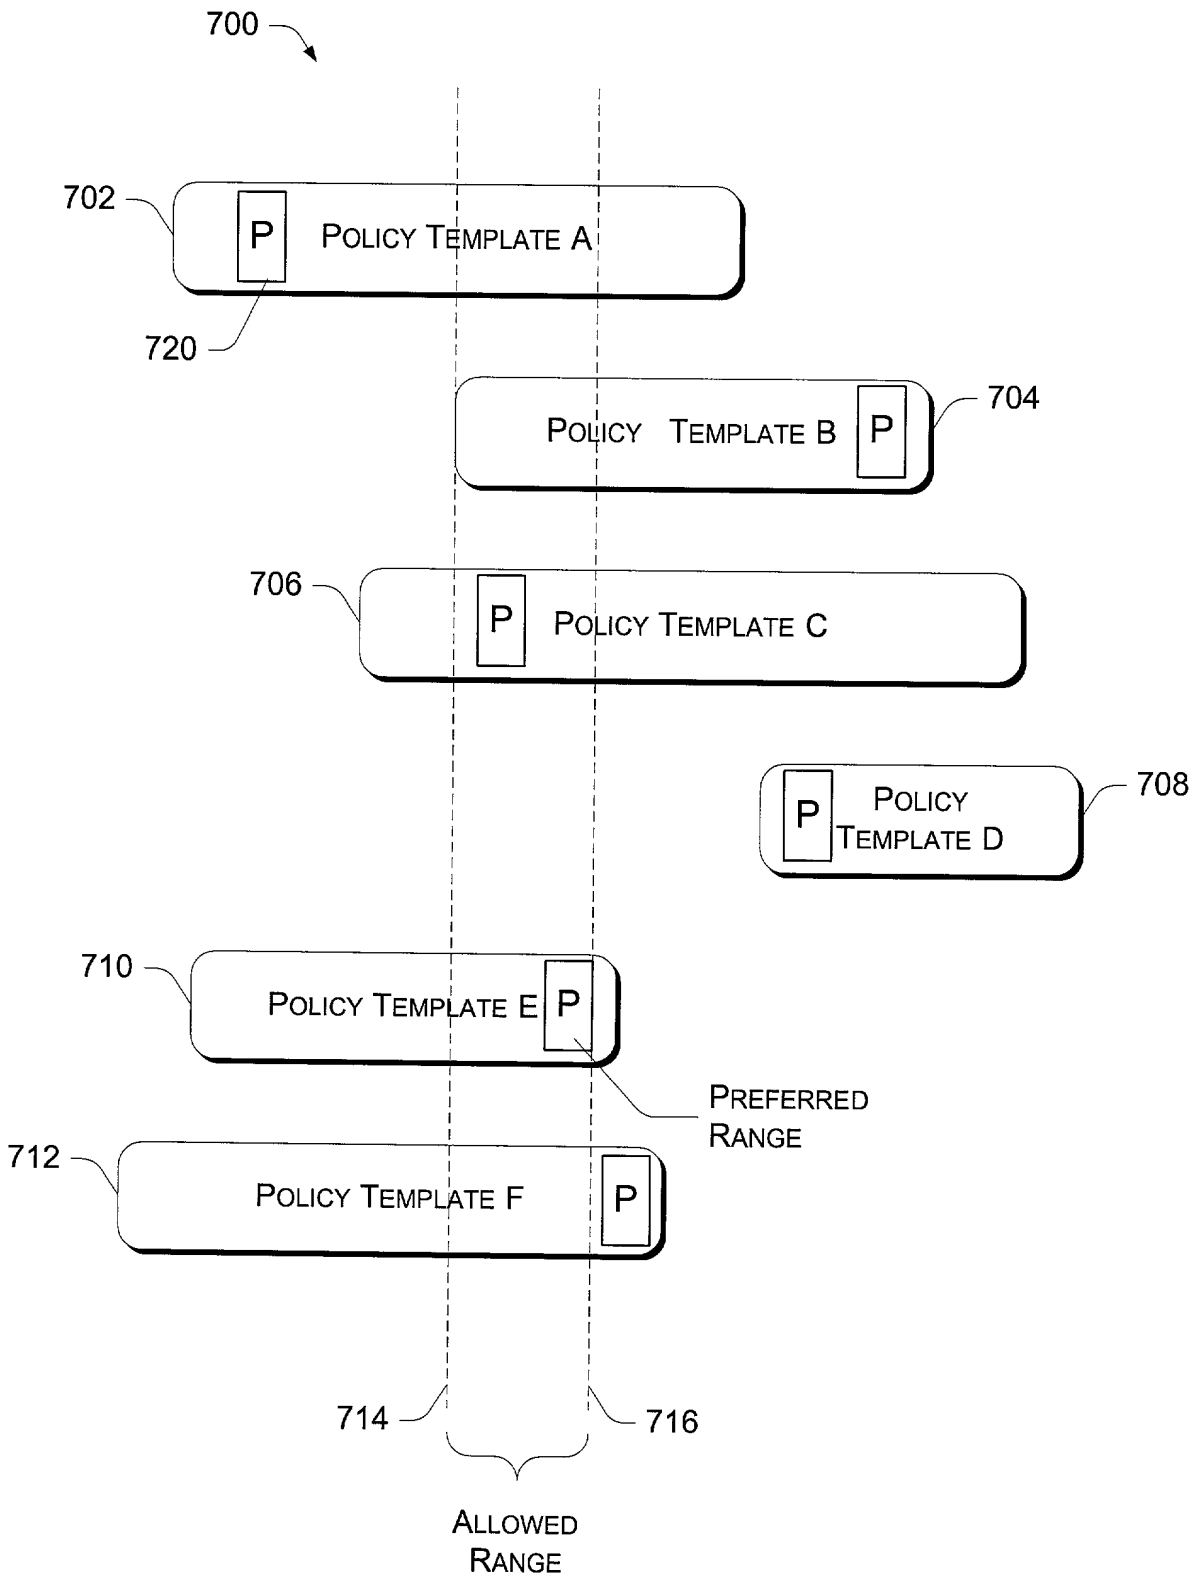 700
702
P POLICY TEMPLATE A
720
POLICY TEMPLATE B P
704
706
P POLICY TEMPLATE C
P POLICY
TEMPLATE D
708
710
POLICY TEMPLATE E P
PREFERRED
RANGE
712
POLICY TEMPLATE F P
714
716
ALLOWED
RANGE